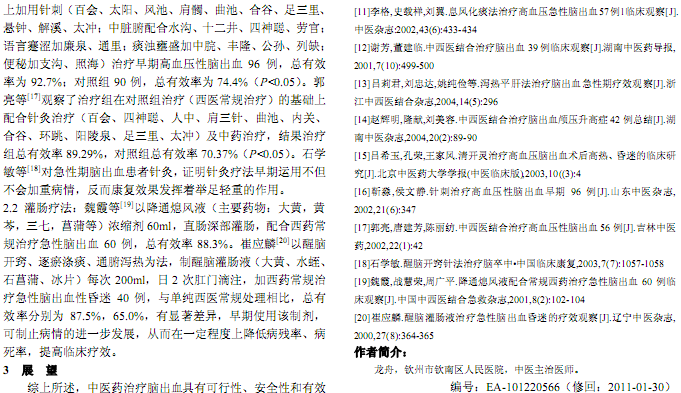 上加用针刺（百会、太阳、风池、肩髃、曲池、合谷、足三里、
悬钟、解溪、太冲；中脏腑配合水沟、十二井、四神聪、劳宫；
语言蹇涩加廉泉、通里；痰浊壅盛加中脘、丰隆、公孙、列缺；
便秘加支沟、照海）治疗早期高血压脑出血 96 例，总有效率
为 92.7%；对照组 90 例，总有效率为 74.4%（P<0.05）。郭
亮等[17]观察了治疗组在对照组治疗（西医常规治疗）的基础上
配合针灸治疗（百会、四神聪、人中、肩三针、曲池、内关、
合谷、环跳、阳陵泉、足三里、太冲）及中药治疗，结果治疗
组总有效率 89.29%，对照组总有效率 70.37%（P<0.05）。石学
敏等[18]对急性期脑出血患者针灸，证明针灸疗法早期运用不但
不会加重病情，反而康复效果发挥着举足轻重的作用。
2.2 灌肠疗法：魏霞等[19]以降通熄风液（主要药物：大黄，黄
芩，三七，菖蒲等）浓缩剂 60ml，直肠深部灌肠，配合西药常
规治疗急性脑出血 60 例，总有效率 88.3%。崔应麟[20]以醒脑
开窍、逐瘀涤痰、通腑泻热为法，制醒脑灌肠液（大黄、水蛭、
石菖蒲、冰片）每次 200ml，日 2 次肛门滴注，加西药常规治
疗急性脑出血性昏迷 40 例，与单纯西医常规处理相比，总有
效率分别为 87.5%，65.0%，有显著差异，早期使用该制剂，
可制止病情的进一步发展，从而在一定程度上降低病残率、病
死率，提高临床疗效。
3 展 望
综上所述，中医药治疗脑出血具有可行性、安全性和有效
[11]李格,史载祥,刘翼.息风化痰法治疗高血压急性脑出血57例1临床观察[J].
中医杂志,2002,43(6):433-434
[12]谢芳,董建临.中西医结合治疗脑出血 39例临床观察[J].湖南中医药导报,
2001,7(10):499-500
[13]吕莉君,刘忠达,姚纯俭等.泻热平肝法治疗脑出血急性期疗效观察[J].浙
江中西医结合杂志,2004,14(5):296
[14]赵辉明,隆献,刘美容.中西医结合治疗脑出血颅压升高症42例总结[J].湖
南中医杂志,2004,20(2):89-90
[15]吕希玉,孔荣,王家风.清开灵治疗高血压脑出血术后高热、昏迷的临床研
究[J].北京中医药大学学报(中医临床版),2003,10((3):4
[16]靳淼,侯文静.针刺治疗高血压性脑出血早期 96 例[J].山东中医杂志,
2002,21(6):347
[17]郭亮,唐建芳,陈丽纺.中西医结合治疗高血压性脑出血56例[J].吉林中医
药,2002,22(1):42
[18]石学敏.醒脑开窍法治疗脑卒中•中国临床康复,2003,7(7):1057-1058
[19]魏霞,战慧荣,周广平.降通熄风液配合常规西药治疗急性脑出血 60 例临
床观察[J].中国中西医结合急救杂志,2001,8(2):102-104
[20]崔应麟.醒脑灌肠液治疗急性脑出血昏迷的疗效观察[J].辽宁中医杂志,
2000,27(8):364-365
作者简介：
龙舟，钦州市钦南区人民医院，中医主治医师。
编号：EA-101220566（修回：2011-01-30）